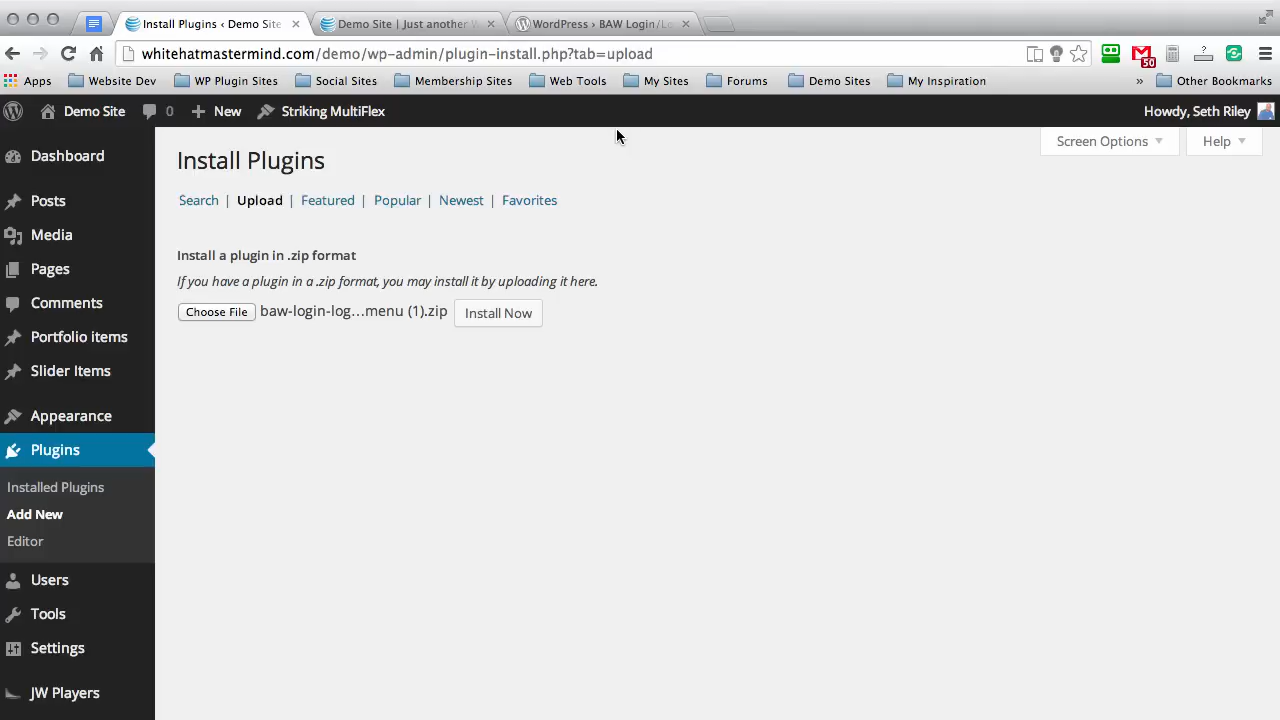 Install Plugins ‹ Demo Site
Demo Site | Just another W
WordPress › BAW Login/Lo
whitehatmastermind.com/demo/wp-admin/plugin-install.php?tab=upload
50
Apps
Website Dev
WP Plugin Sites
Social Sites
Membership Sites
Web Tools
My Sites
Forums
Demo Sites
My Inspiration
»
Other Bookmarks
Demo Site
0
New
Striking MultiFlex
Howdy, Seth Riley
Screen Options
Help
Dashboard
Posts
Media
Pages
Comments
Portfolio items
Slider Items
Appearance
Plugins
Installed Plugins
Add New
Editor
Users
Tools
Settings
JW Players
Install Plugins
Search | Upload | Featured | Popular | Newest | Favorites
Install a plugin in .zip format
If you have a plugin in a .zip format, you may install it by uploading it here.
Choose File baw-login-log…menu (1).zip Install Now